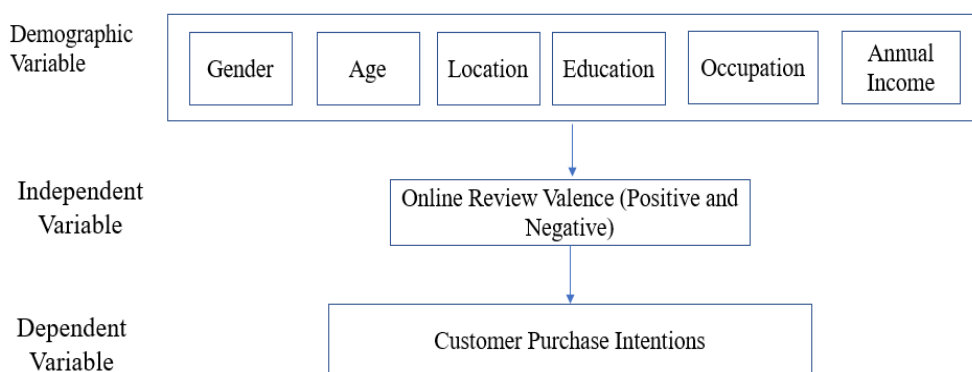 Demographic
Variable
Gender
Age
Location
Education
Occupation
Annual
Income
Independent
Variable
Online Review Valence (Positive and
Negative)
Dependent
Variable
Customer Purchase Intentions